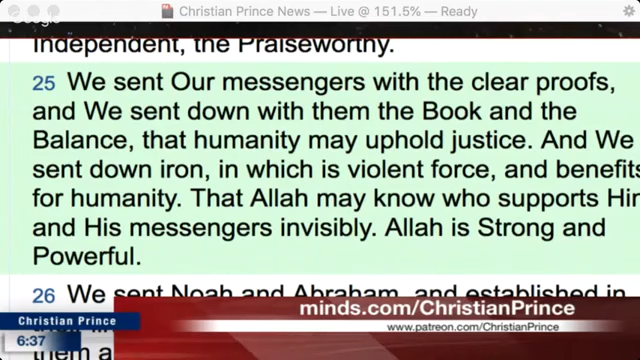 Christian Prince News — Live @ 151.5% — Ready
Independent, the Praiseworthy.
25 We sent Our messengers with the clear proofs,
and We sent down with them the Book and the
Balance, that humanity may uphold justice. And We
sent down iron, in which is violent force, and benefits
for humanity. That Allah may know who supports Him
and His messengers invisibly. Allah is Strong and
Powerful.
26 We sent Noah and Abraham, and established in
minds.com/ChristianPrince
Christian Prince
www.patreon.com/ChristianPrince
6:37
them a